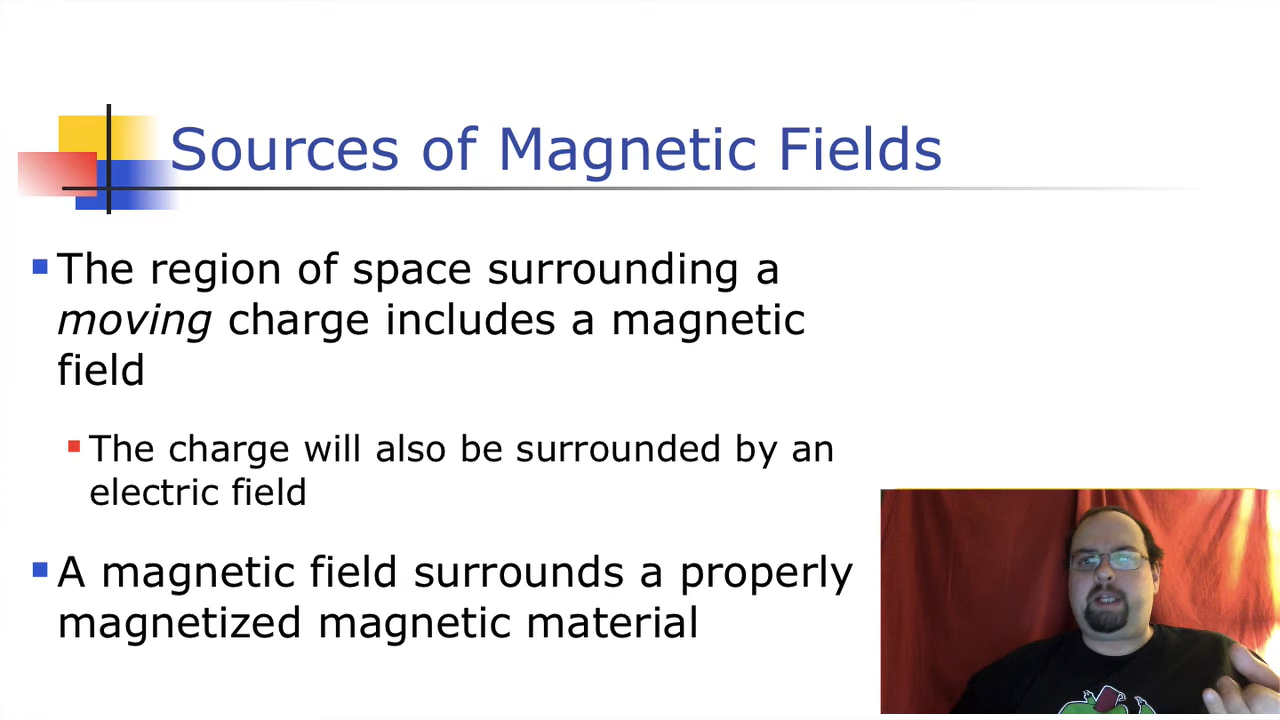 Sources of Magnetic Fields
The region of space surrounding a
moving charge includes a magnetic
field
The charge will also be surrounded by an
electric field
A magnetic field surrounds a properly
magnetized magnetic material